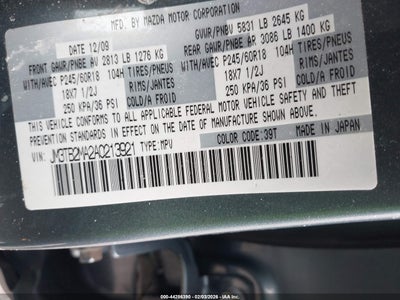 MFD. BY MAZDA MOTOR CORPORATION
DATE 12/09 GVWR/PNBV 5831 LB 2645 KG
FRONT GAWR/PNBE AV 2813 LB 1276 KG REAR GAWR/PNBE AR 3086 LB 1400 KG
WITH/AVEC P245/60R18 104H TIRES/PNEUS WITH/AVEC P245/60R18 104H TIRES/PNEUS
18X7 1/2J RIMS/JANTES 18X7 1/2J RIMS/JANTES
250 KPA/36 PSI COLD/A FROID 250 KPA/36 PSI COLD/A FROID
THIS VEHICLE CONFORMS TO ALL APPLICABLE FEDERAL MOTOR VEHICLE SAFETY AND THEFT
PREVENTION STANDARDS IN EFFECT ON THE
DATE OF MANUFACTURE SHOWN ABOVE. COLOR CODE: 39T MADE IN JAPAN
VIN: JM3TB2MA2A0213921 TYPE: MPV
000-44286390 - 02/03/2026 - IAA